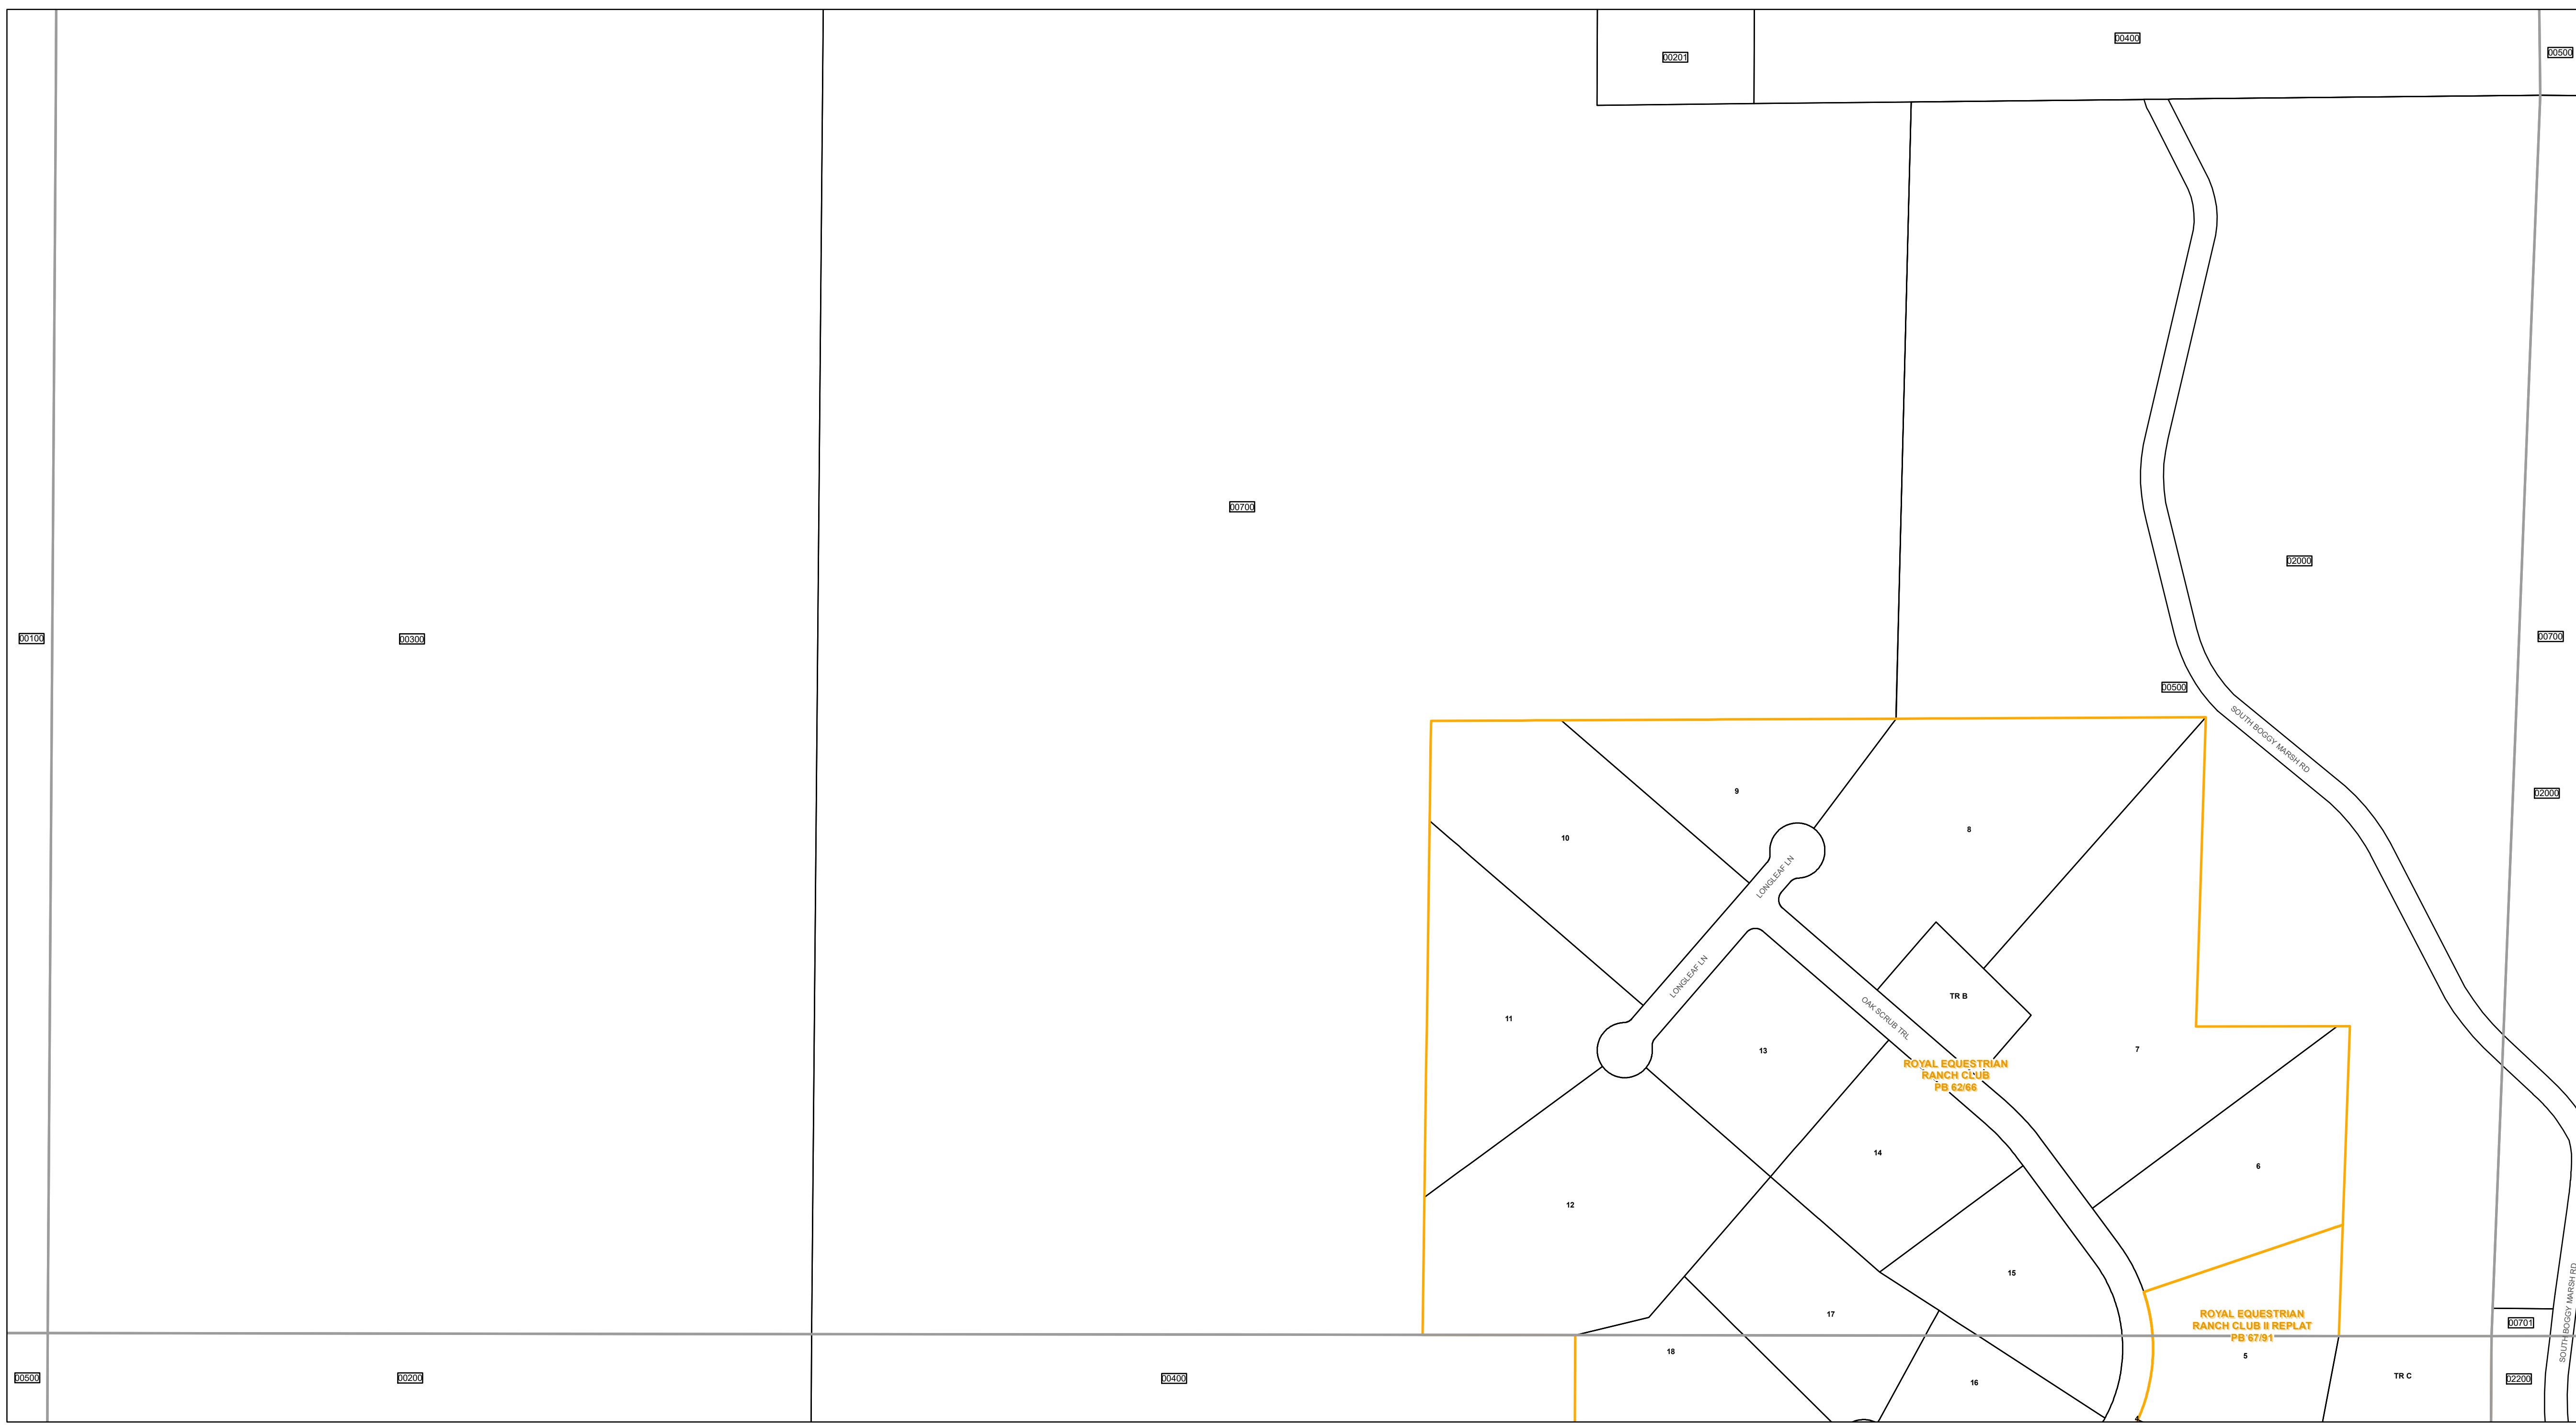 00400
00500
00201
00700
02000
00100
00300
00700
00500
SOUTH BOGGY MARSH RD
9
02000
8
10
LONGLEAF LN
LONGLEAF LN
TR B
OAK SCRUB TRL
11
13
7
ROYAL EQUESTRIAN
RANCH CLUB
PB 62/66
14
6
12
15
17
ROYAL EQUESTRIAN
RANCH CLUB II REPLAT
PB 67/91
00701
SOUTH BOGGY MARSH RD
18
5
00500
00200
00400
16
TR C
02200
4